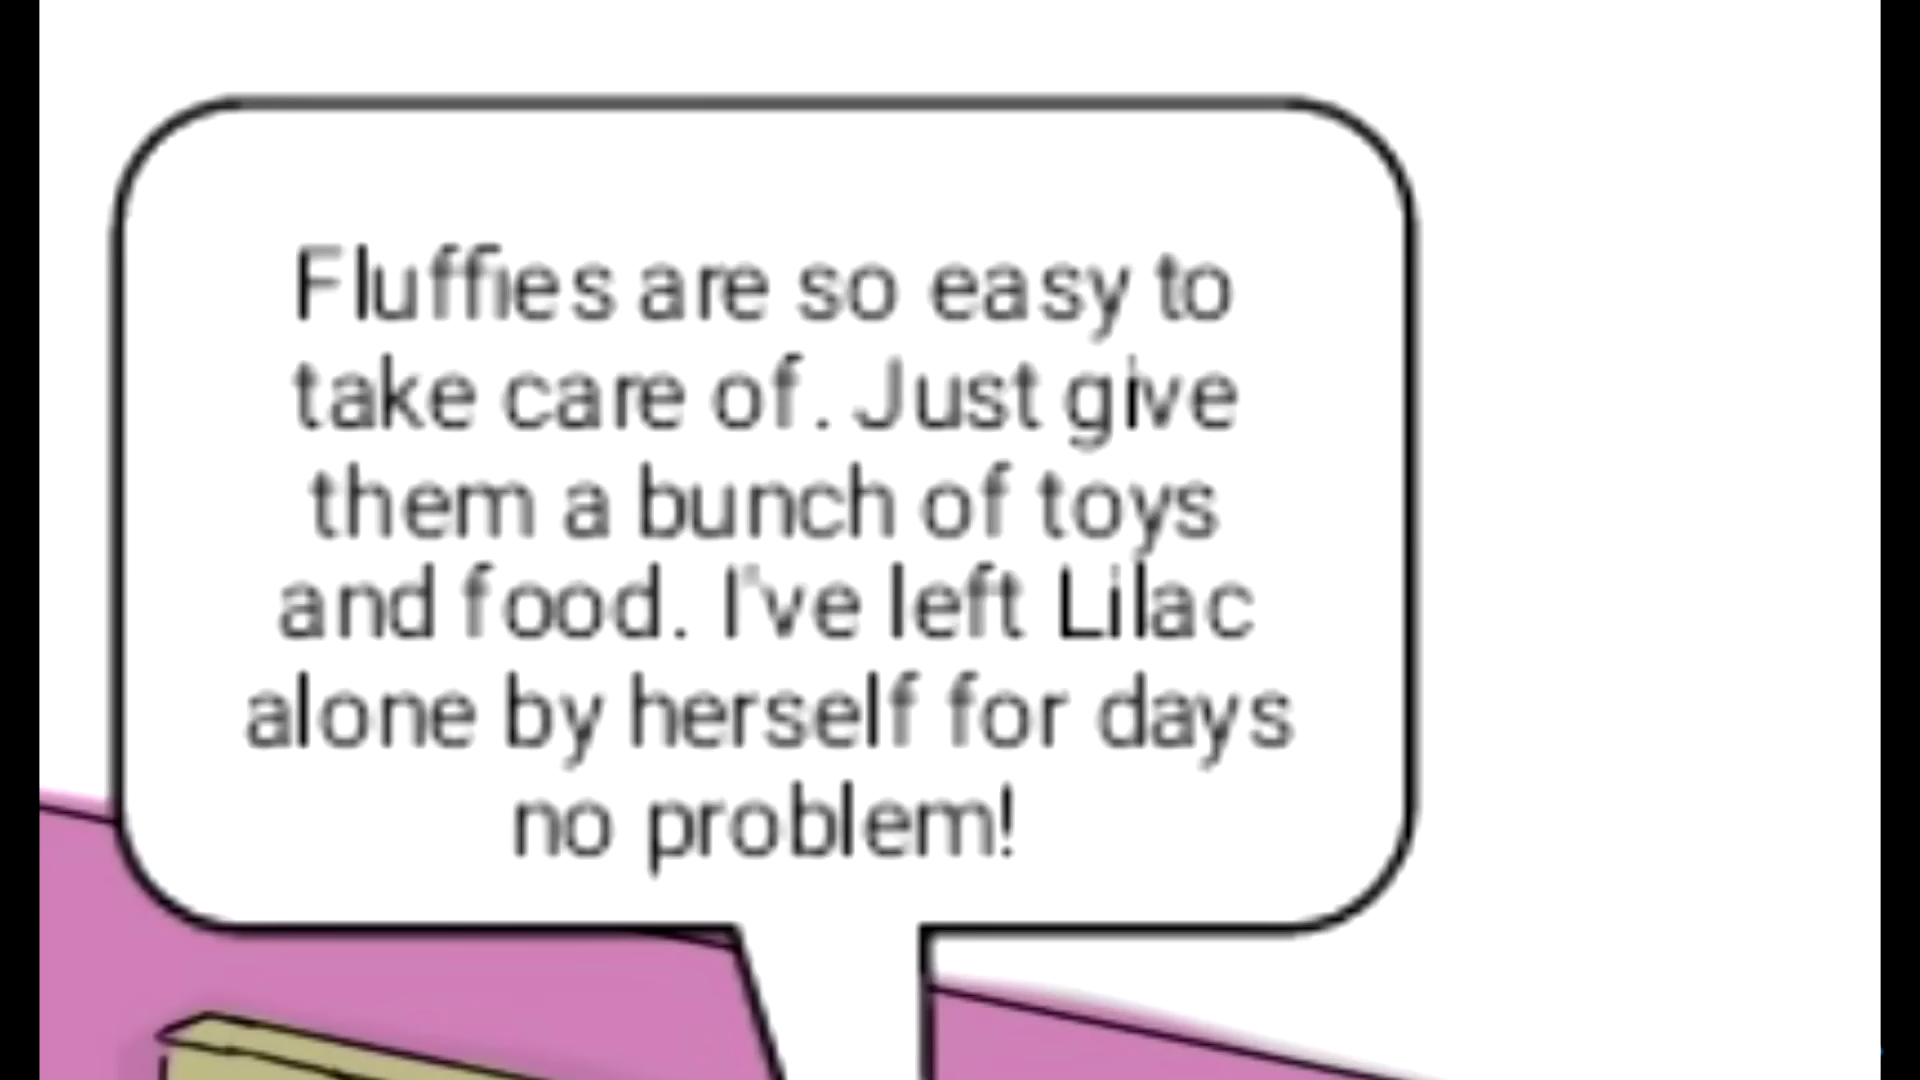 Fluffies are so easy to
take care of. Just give
them a bunch of toys
and food. I've left Lilac
alone by herself for days
no problem!